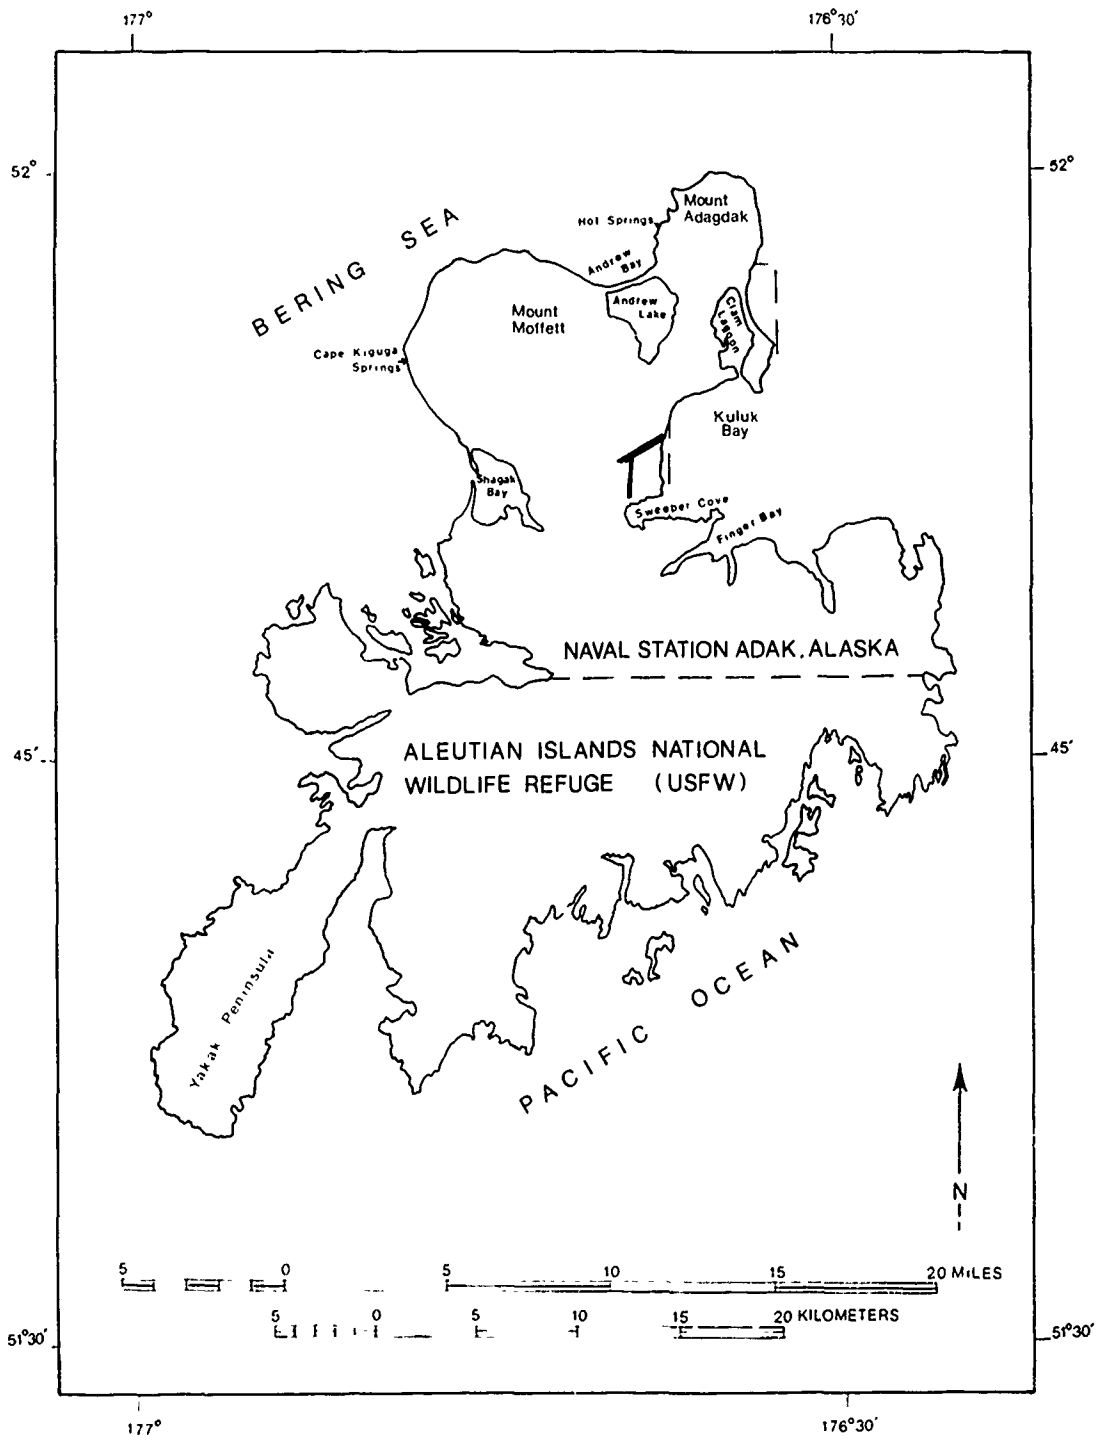 177° 176°30′
52° 52°
BERING SEA
Mount
Adagdak
Hot Springs
Andrew
Bay
Andrew
Lake
Clam
Lagoon
Mount
Moffett
Cape Kiguga
Springs
Kuluk
Bay
Shagak
Bay
Sweeper Cove
Finger Bay
NAVAL STATION ADAK, ALASKA
45′ 45′
ALEUTIAN ISLANDS NATIONAL
WILDLIFE REFUGE (USFW)
Yakak Peninsula
PACIFIC OCEAN
N
5 0 5 10 15 20 MILES
5 0 5 10 15 20 KILOMETERS
51°30′ 51°30′
177° 176°30′